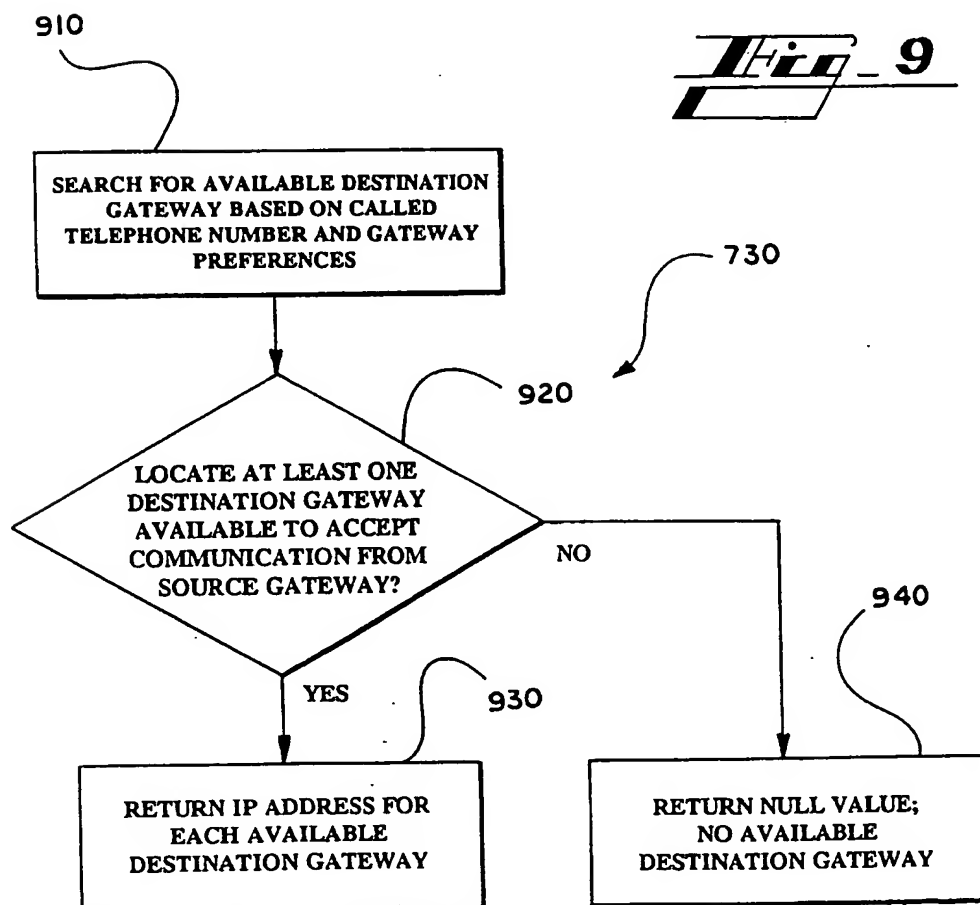 910
Fig_ 9
SEARCH FOR AVAILABLE DESTINATION
GATEWAY BASED ON CALLED
TELEPHONE NUMBER AND GATEWAY
PREFERENCES
730
920
LOCATE AT LEAST ONE
DESTINATION GATEWAY
AVAILABLE TO ACCEPT
COMMUNICATION FROM
SOURCE GATEWAY?
NO
940
YES
930
RETURN IP ADDRESS FOR
EACH AVAILABLE
DESTINATION GATEWAY
RETURN NULL VALUE;
NO AVAILABLE
DESTINATION GATEWAY